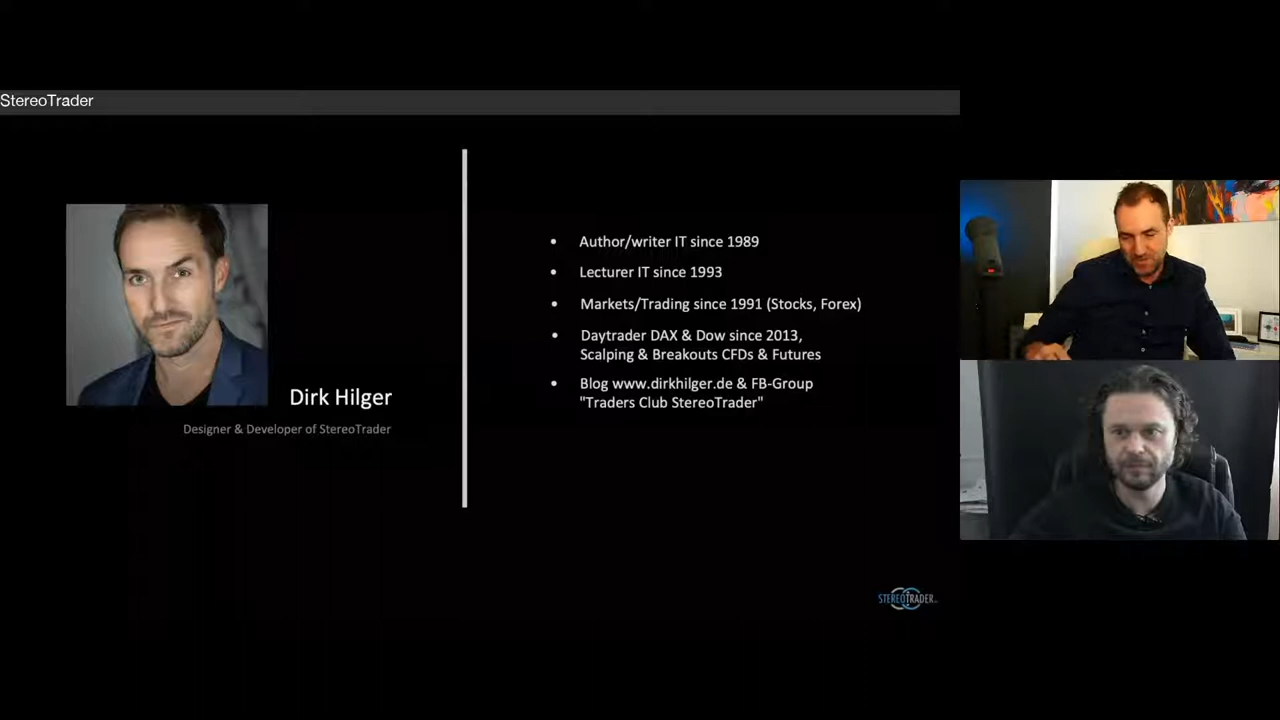 StereoTrader
Dirk Hilger
Designer & Developer of StereoTrader
• Author/writer IT since 1989
• Lecturer IT since 1993
• Markets/Trading since 1991 (Stocks, Forex)
• Daytrader DAX & Dow since 2013,
Scalping & Breakouts CFDs & Futures
• Blog www.dirkhilger.de & FB-Group
"Traders Club StereoTrader"
STEREOTRADER